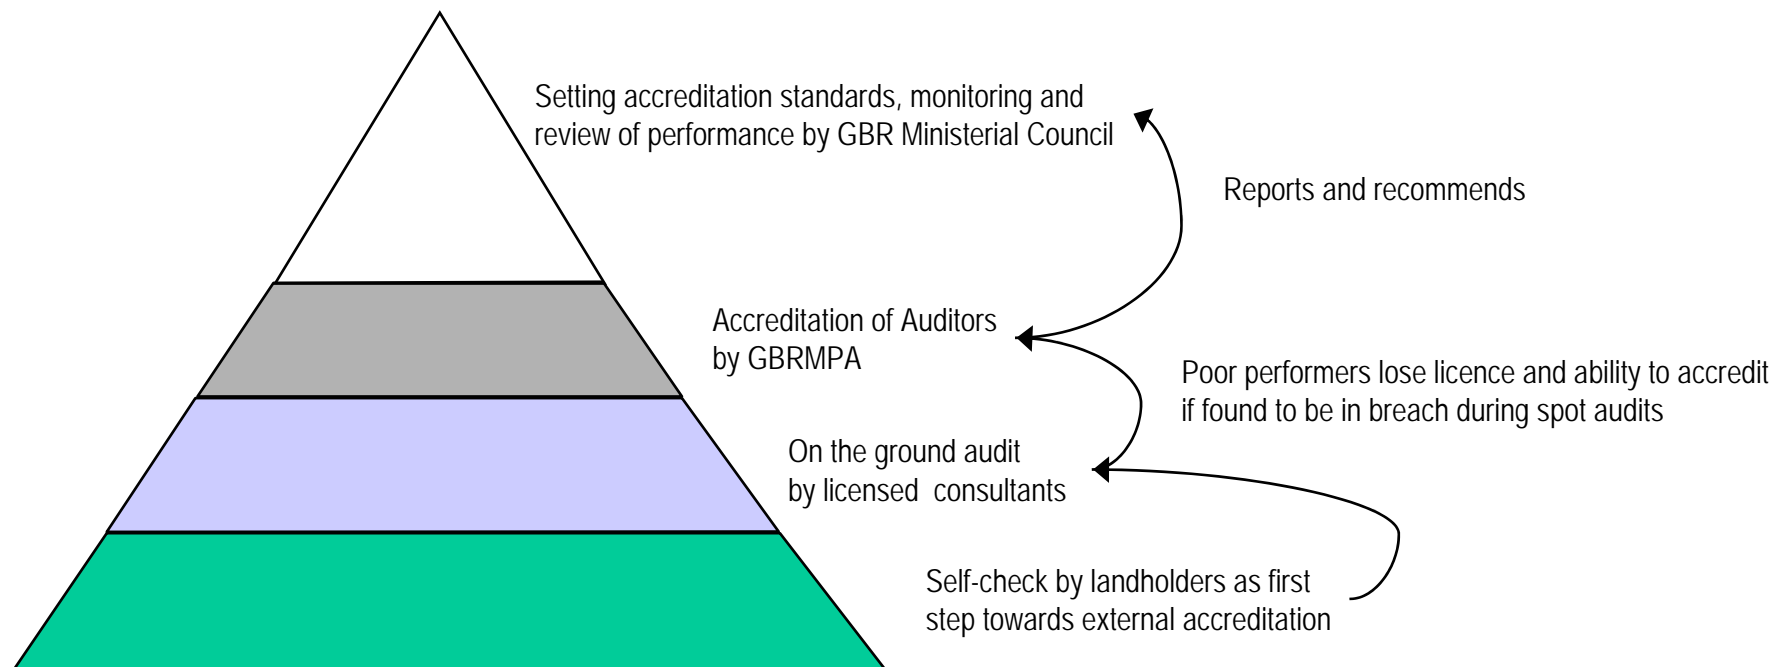 Setting accreditation standards, monitoring and
review of performance by GBR Ministerial Council
Reports and recommends
Accreditation of Auditors
by GBRMPA
Poor performers lose licence and ability to accredit
if found to be in breach during spot audits
On the ground audit
by licensed  consultants
Self-check by landholders as first
step towards external accreditation